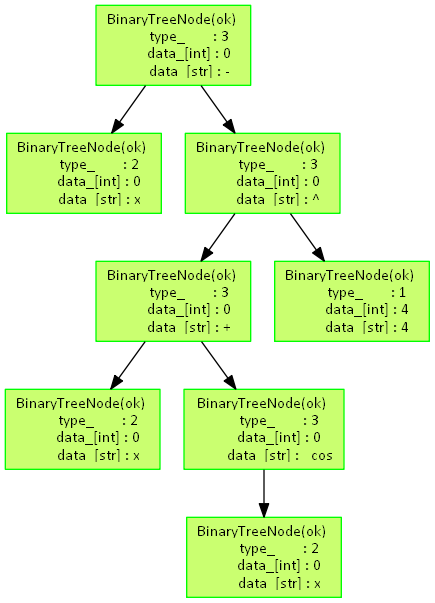 BinaryTreeNode(ok)
type_ : 3
data_[int] : 0
data_[str] : -
BinaryTreeNode(ok)
type_ : 2
data_[int] : 0
data_[str] : x
BinaryTreeNode(ok)
type_ : 3
data_[int] : 0
data_[str] : ^
BinaryTreeNode(ok)
type_ : 3
data_[int] : 0
data_[str] : +
BinaryTreeNode(ok)
type_ : 1
data_[int] : 4
data_[str] : 4
BinaryTreeNode(ok)
type_ : 2
data_[int] : 0
data_[str] : x
BinaryTreeNode(ok)
type_ : 3
data_[int] : 0
data_[str] : cos
BinaryTreeNode(ok)
type_ : 2
data_[int] : 0
data_[str] : x